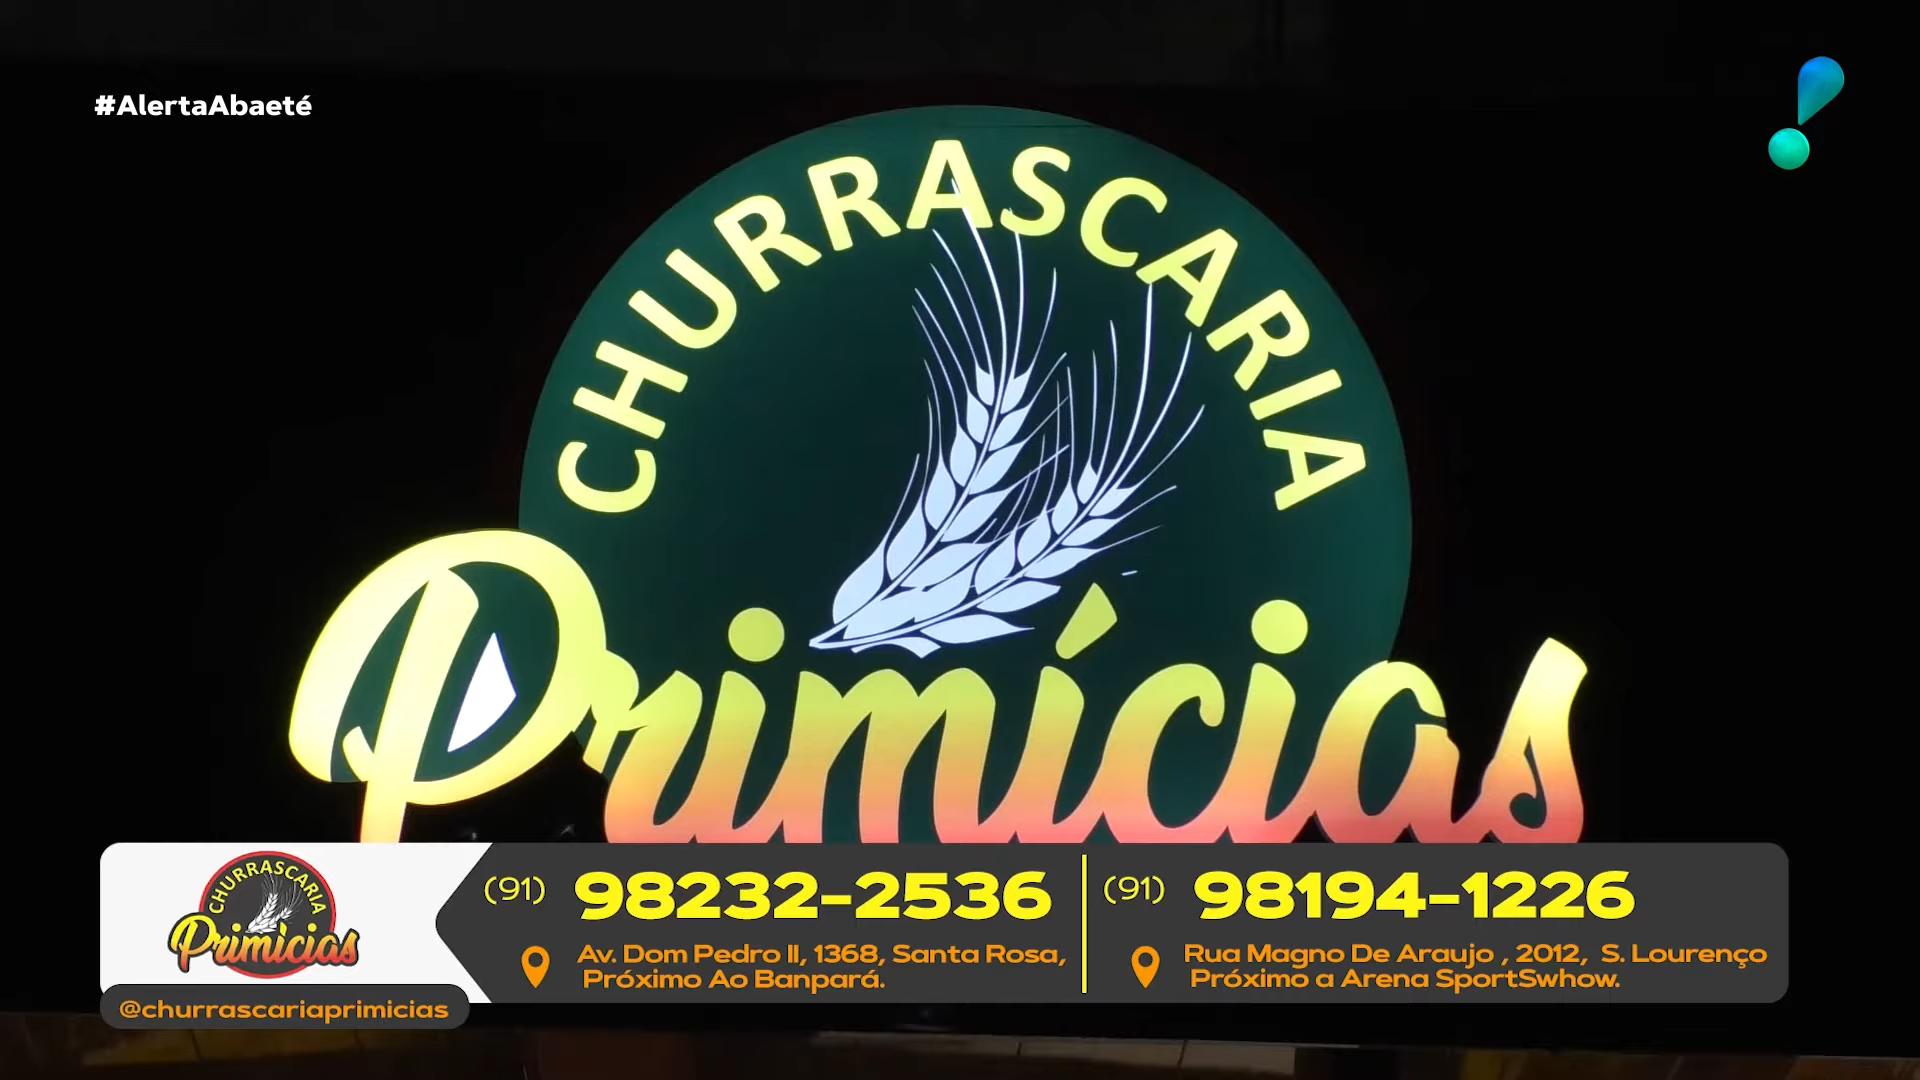 #AlertaAbaeté
CHURRASCARIA
Primícias
CHURRASCARIA
Primícias
@churrascariaprimicias
(91) 98232-2536
Av. Dom Pedro II, 1368, Santa Rosa,
Próximo Ao Banpará.
(91) 98194-1226
Rua Magno De Araujo , 2012, S. Lourenço
Próximo a Arena SportSwhow.